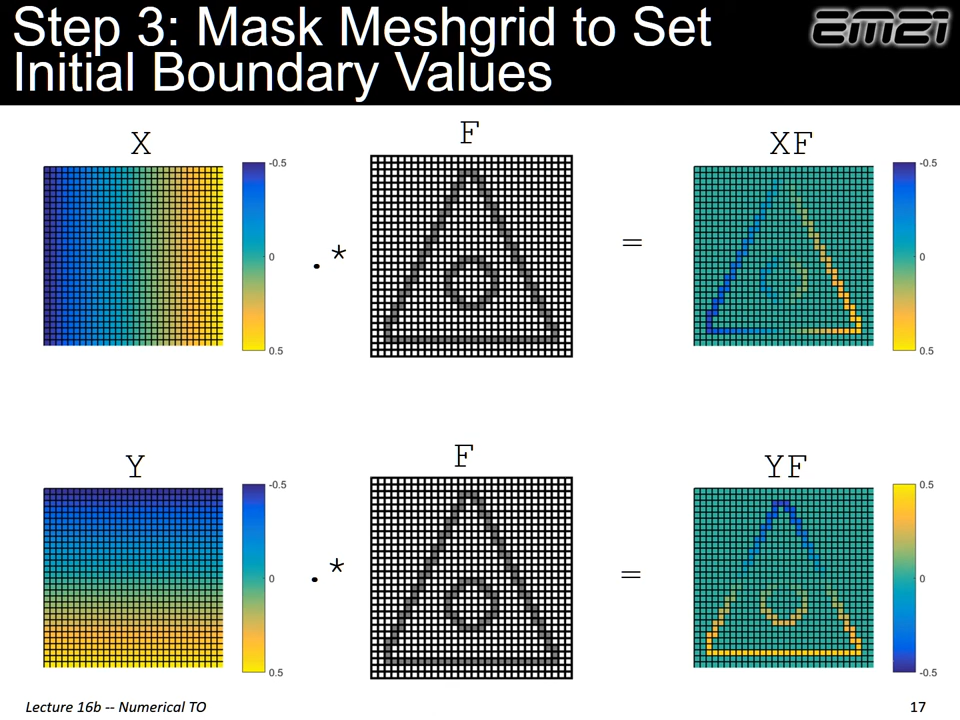 Step 3: Mask Meshgrid to Set
Initial Boundary Values
EM21
X
F
XF
-0.5
0
0.5
.*
=
-0.5
0
0.5
Y
F
YF
-0.5
0
0.5
.*
=
0.5
0
-0.5
Lecture 16b -- Numerical TO
17